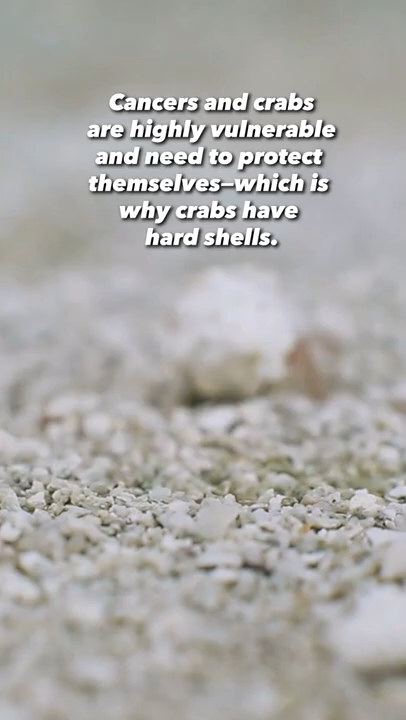 Cancers and crabs
are highly vulnerable
and need to protect
themselves—which is
why crabs have
hard shells.